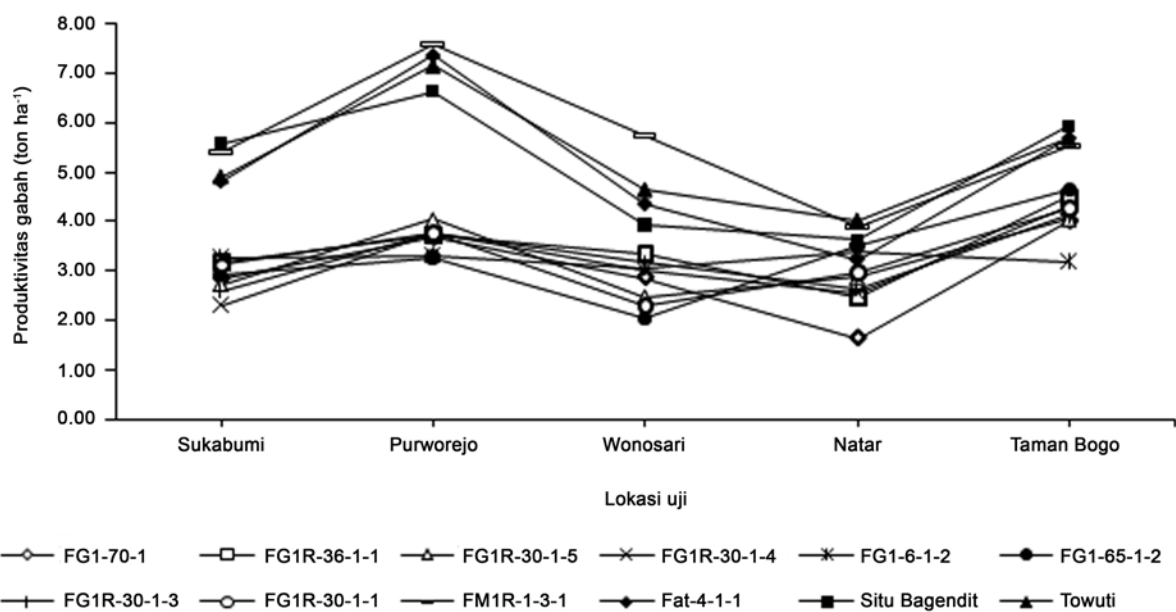 8.00
7.00
6.00
5.00
4.00
3.00
2.00
1.00
0.00
Produktivitas gabah (ton ha⁻¹)
Sukabumi Purworejo Wonosari Natar Taman Bogo
Lokasi uji
FG1-70-1 FG1R-36-1-1 FG1R-30-1-5 FG1R-30-1-4 FG1-6-1-2 FG1-65-1-2
FG1R-30-1-3 FG1R-30-1-1 FM1R-1-3-1 Fat-4-1-1 Situ Bagendit Towuti